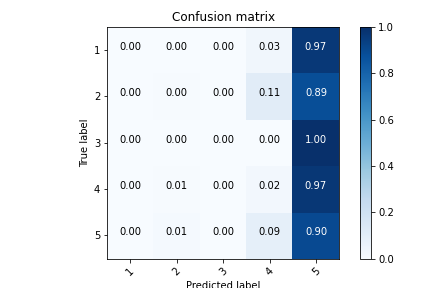 Confusion matrix
1.0
1 0.00 0.00 0.00 0.03 0.97
0.8
2 0.00 0.00 0.00 0.11 0.89
0.6
3 0.00 0.00 0.00 0.00 1.00
0.4
4 0.00 0.01 0.00 0.02 0.97
0.2
5 0.00 0.01 0.00 0.09 0.90
0.0
True label
1 2 3 4 5
Predicted label